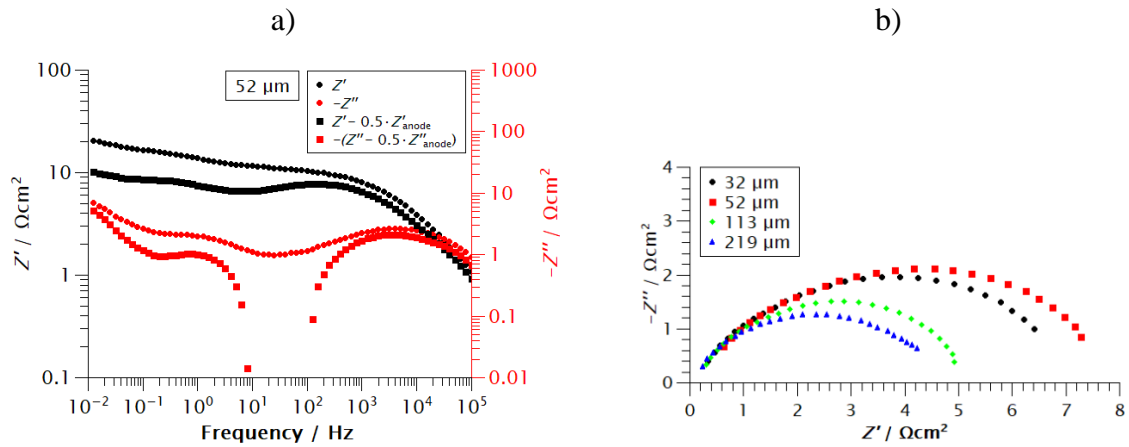 a)
b)
52 µm
Z′
-Z″
Z′- 0.5·Z′anode
-(Z″- 0.5·Z″anode)
Z′ / Ωcm²
100
10
1
0.1
-Z″ / Ωcm²
1000
100
10
1
0.1
0.01
10⁻² 10⁻¹ 10⁰ 10¹ 10² 10³ 10⁴ 10⁵
Frequency / Hz
32 µm
52 µm
113 µm
219 µm
-Z″ / Ωcm²
4
3
2
1
0
0 1 2 3 4 5 6 7 8
Z′ / Ωcm²